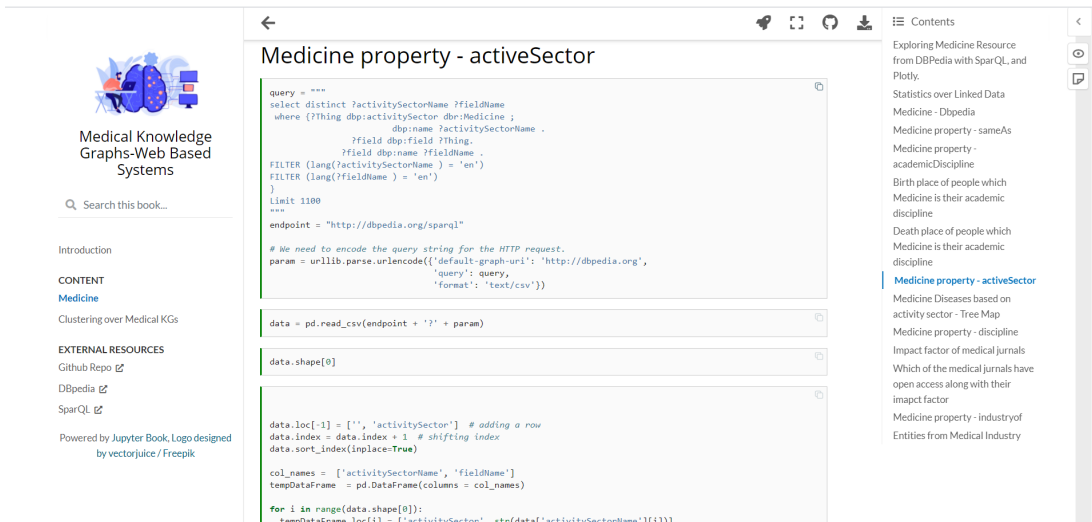 Medical Knowledge
Graphs-Web Based
Systems
Search this book...
Introduction
CONTENT
Medicine
Clustering over Medical KGs
EXTERNAL RESOURCES
Github Repo
DBpedia
SparQL
Powered by Jupyter Book, Logo designed
by vectorjuice / Freepik
Medicine property - activeSector
query = """
select distinct ?activitySectorName ?fieldName
where {?Thing dbp:activitySector dbr:Medicine ;
dbp:name ?activitySectorName .
?field dbp:field ?Thing.
?field dbp:name ?fieldName .
FILTER (lang(?activitySectorName ) = 'en')
FILTER (lang(?fieldName ) = 'en')
}
Limit 1100
"""
endpoint = "http://dbpedia.org/sparql"
# We need to encode the query string for the HTTP request.
param = urllib.parse.urlencode({'default-graph-uri': 'http://dbpedia.org',
'query': query,
'format': 'text/csv'})
data = pd.read_csv(endpoint + '?' + param)
data.shape[0]
data.loc[-1] = ['', 'activitySector']  # adding a row
data.index = data.index + 1  # shifting index
data.sort_index(inplace=True)
col_names =  ['activitySectorName', 'fieldName']
tempDataFrame  = pd.DataFrame(columns = col_names)
for i in range(data.shape[0]):
tempDataFrame.loc[i] = ['activitySector', str(data['activitySectorName'][i])]
Contents
Exploring Medicine Resource
from DBPedia with SparQL, and
Plotly.
Statistics over Linked Data
Medicine - Dbpedia
Medicine property - sameAs
Medicine property -
academicDiscipline
Birth place of people which
Medicine is their academic
discipline
Death place of people which
Medicine is their academic
discipline
Medicine property - activeSector
Medicine Diseases based on
activity sector - Tree Map
Medicine property - discipline
Impact factor of medical jurnals
Which of the medical jurnals have
open access along with their
imapct factor
Medicine property - industryof
Entities from Medical Industry